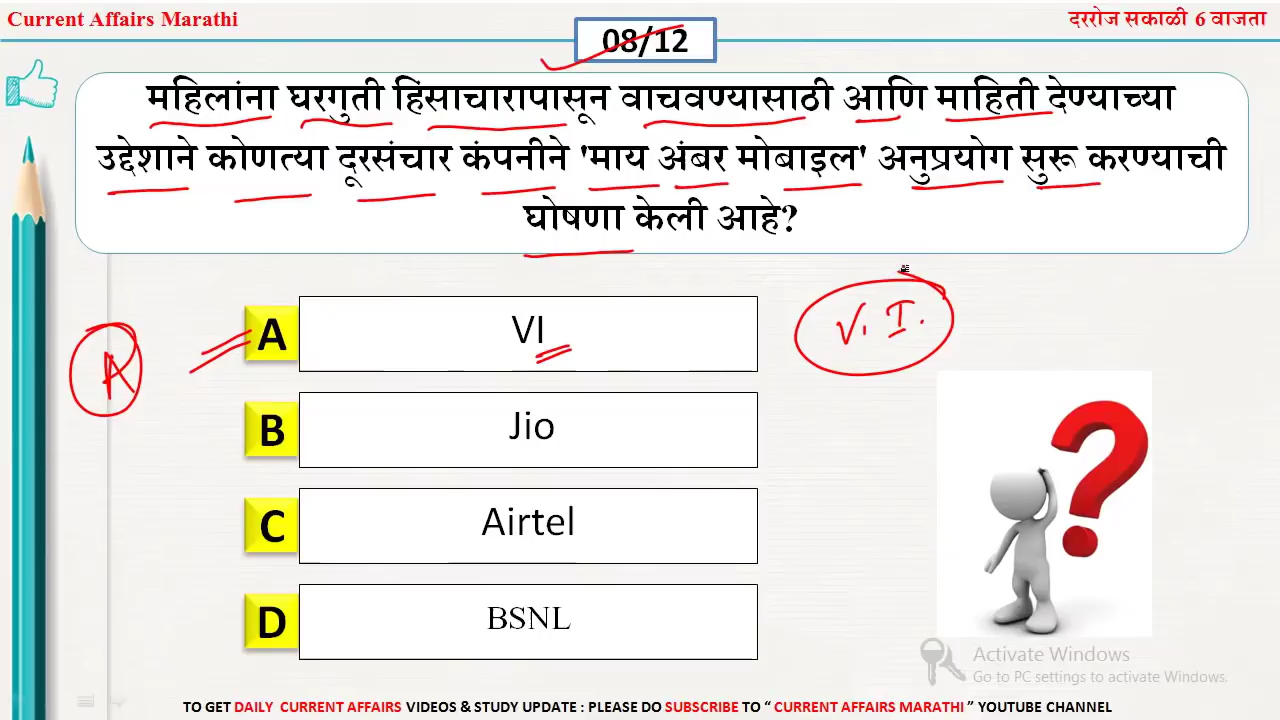 Current Affairs Marathi
दररोज सकाळी 6 वाजता
08/12
महिलांना घरगुती हिंसाचारापासून वाचवण्यासाठी आणि माहिती देण्याच्या
उद्देशाने कोणत्या दूरसंचार कंपनीने 'माय अंबर मोबाइल' अनुप्रयोग सुरू करण्याची
घोषणा केली आहे?
A VI
V. I.
A
B Jio
C Airtel
D BSNL
Activate Windows
Go to PC settings to activate Windows.
TO GET DAILY CURRENT AFFAIRS VIDEOS & STUDY UPDATE : PLEASE DO SUBSCRIBE TO “ CURRENT AFFAIRS MARATHI ” YOUTUBE CHANNEL